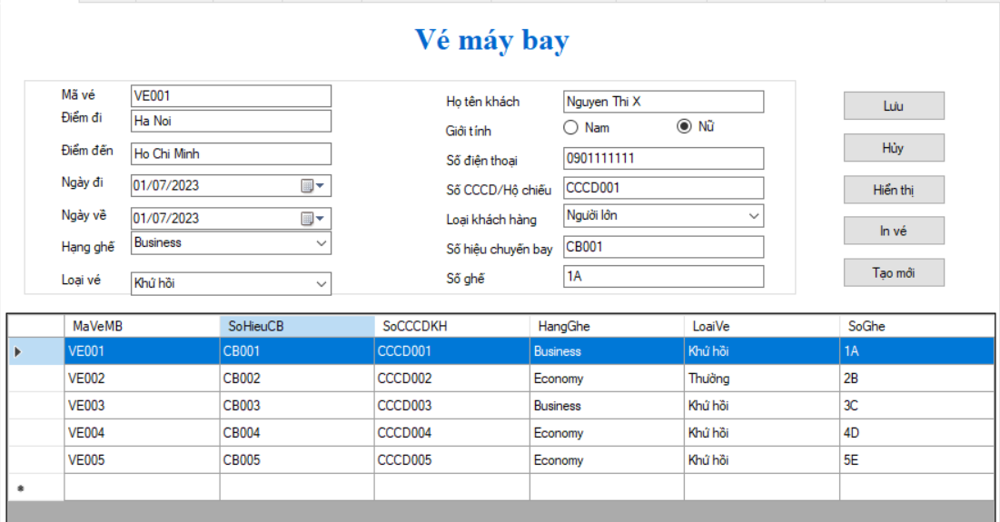 Vé máy bay
Mã vé VE001
Điểm đi Ha Noi
Điểm đến Ho Chi Minh
Ngày đi 01/07/2023
Ngày về 01/07/2023
Hạng ghế Business
Loại vé Khứ hồi
Họ tên khách Nguyen Thi X
Giới tính Nam Nữ
Số điện thoại 0901111111
Số CCCD/Hộ chiếu CCCD001
Loại khách hàng Người lớn
Số hiệu chuyến bay CB001
Số ghế 1A
Lưu
Hủy
Hiển thị
In vé
Tạo mới
MaVeMB SoHieuCB SoCCCDKH HangGhe LoaiVe SoGhe
VE001 CB001 CCCD001 Business Khứ hồi 1A
VE002 CB002 CCCD002 Economy Thường 2B
VE003 CB003 CCCD003 Business Khứ hồi 3C
VE004 CB004 CCCD004 Economy Khứ hồi 4D
VE005 CB005 CCCD005 Economy Khứ hồi 5E